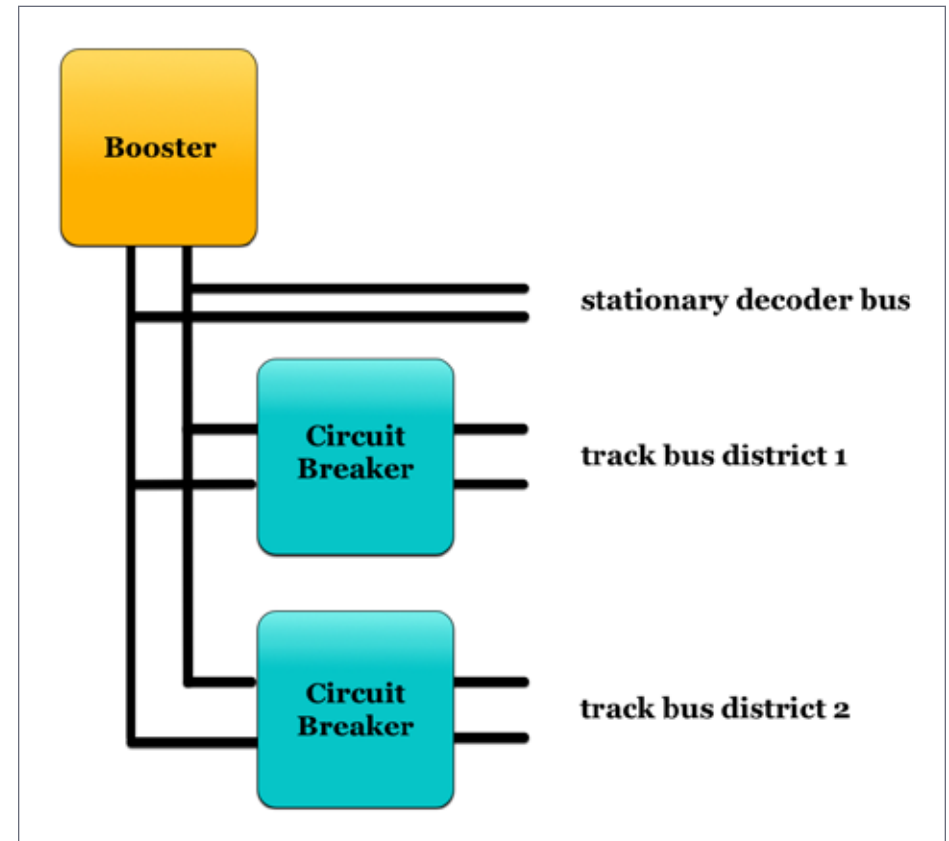 Booster
stationary decoder bus
Circuit
Breaker
track bus district 1
Circuit
Breaker
track bus district 2